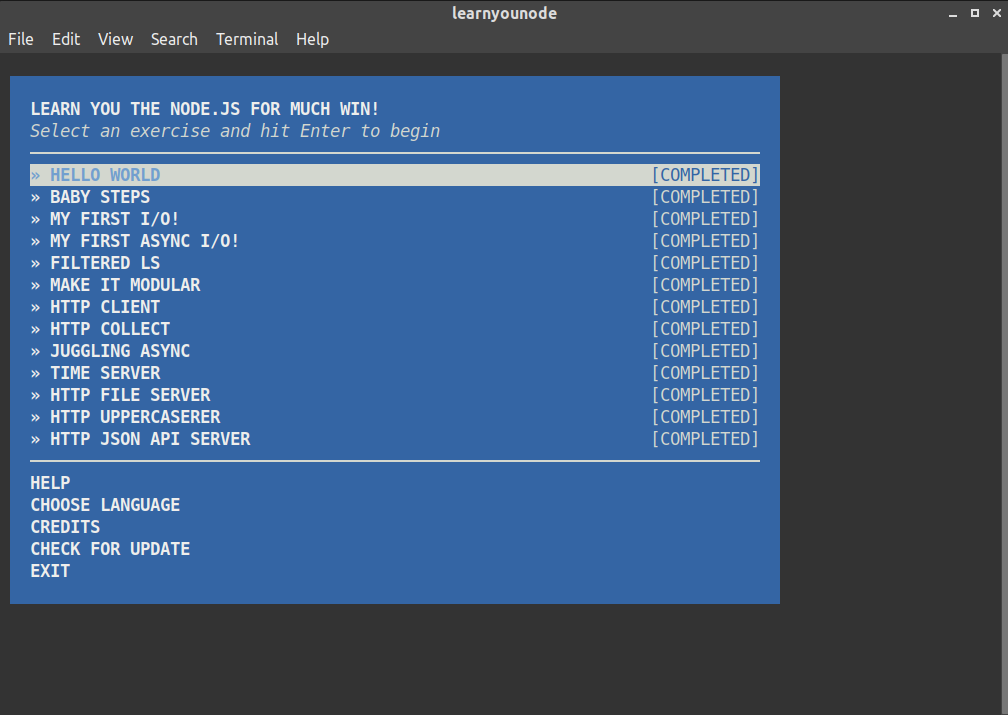 learnyounode
File Edit View Search Terminal Help
LEARN YOU THE NODE.JS FOR MUCH WIN!
Select an exercise and hit Enter to begin
» HELLO WORLD [COMPLETED]
» BABY STEPS [COMPLETED]
» MY FIRST I/O! [COMPLETED]
» MY FIRST ASYNC I/O! [COMPLETED]
» FILTERED LS [COMPLETED]
» MAKE IT MODULAR [COMPLETED]
» HTTP CLIENT [COMPLETED]
» HTTP COLLECT [COMPLETED]
» JUGGLING ASYNC [COMPLETED]
» TIME SERVER [COMPLETED]
» HTTP FILE SERVER [COMPLETED]
» HTTP UPPERCASERER [COMPLETED]
» HTTP JSON API SERVER [COMPLETED]
HELP
CHOOSE LANGUAGE
CREDITS
CHECK FOR UPDATE
EXIT